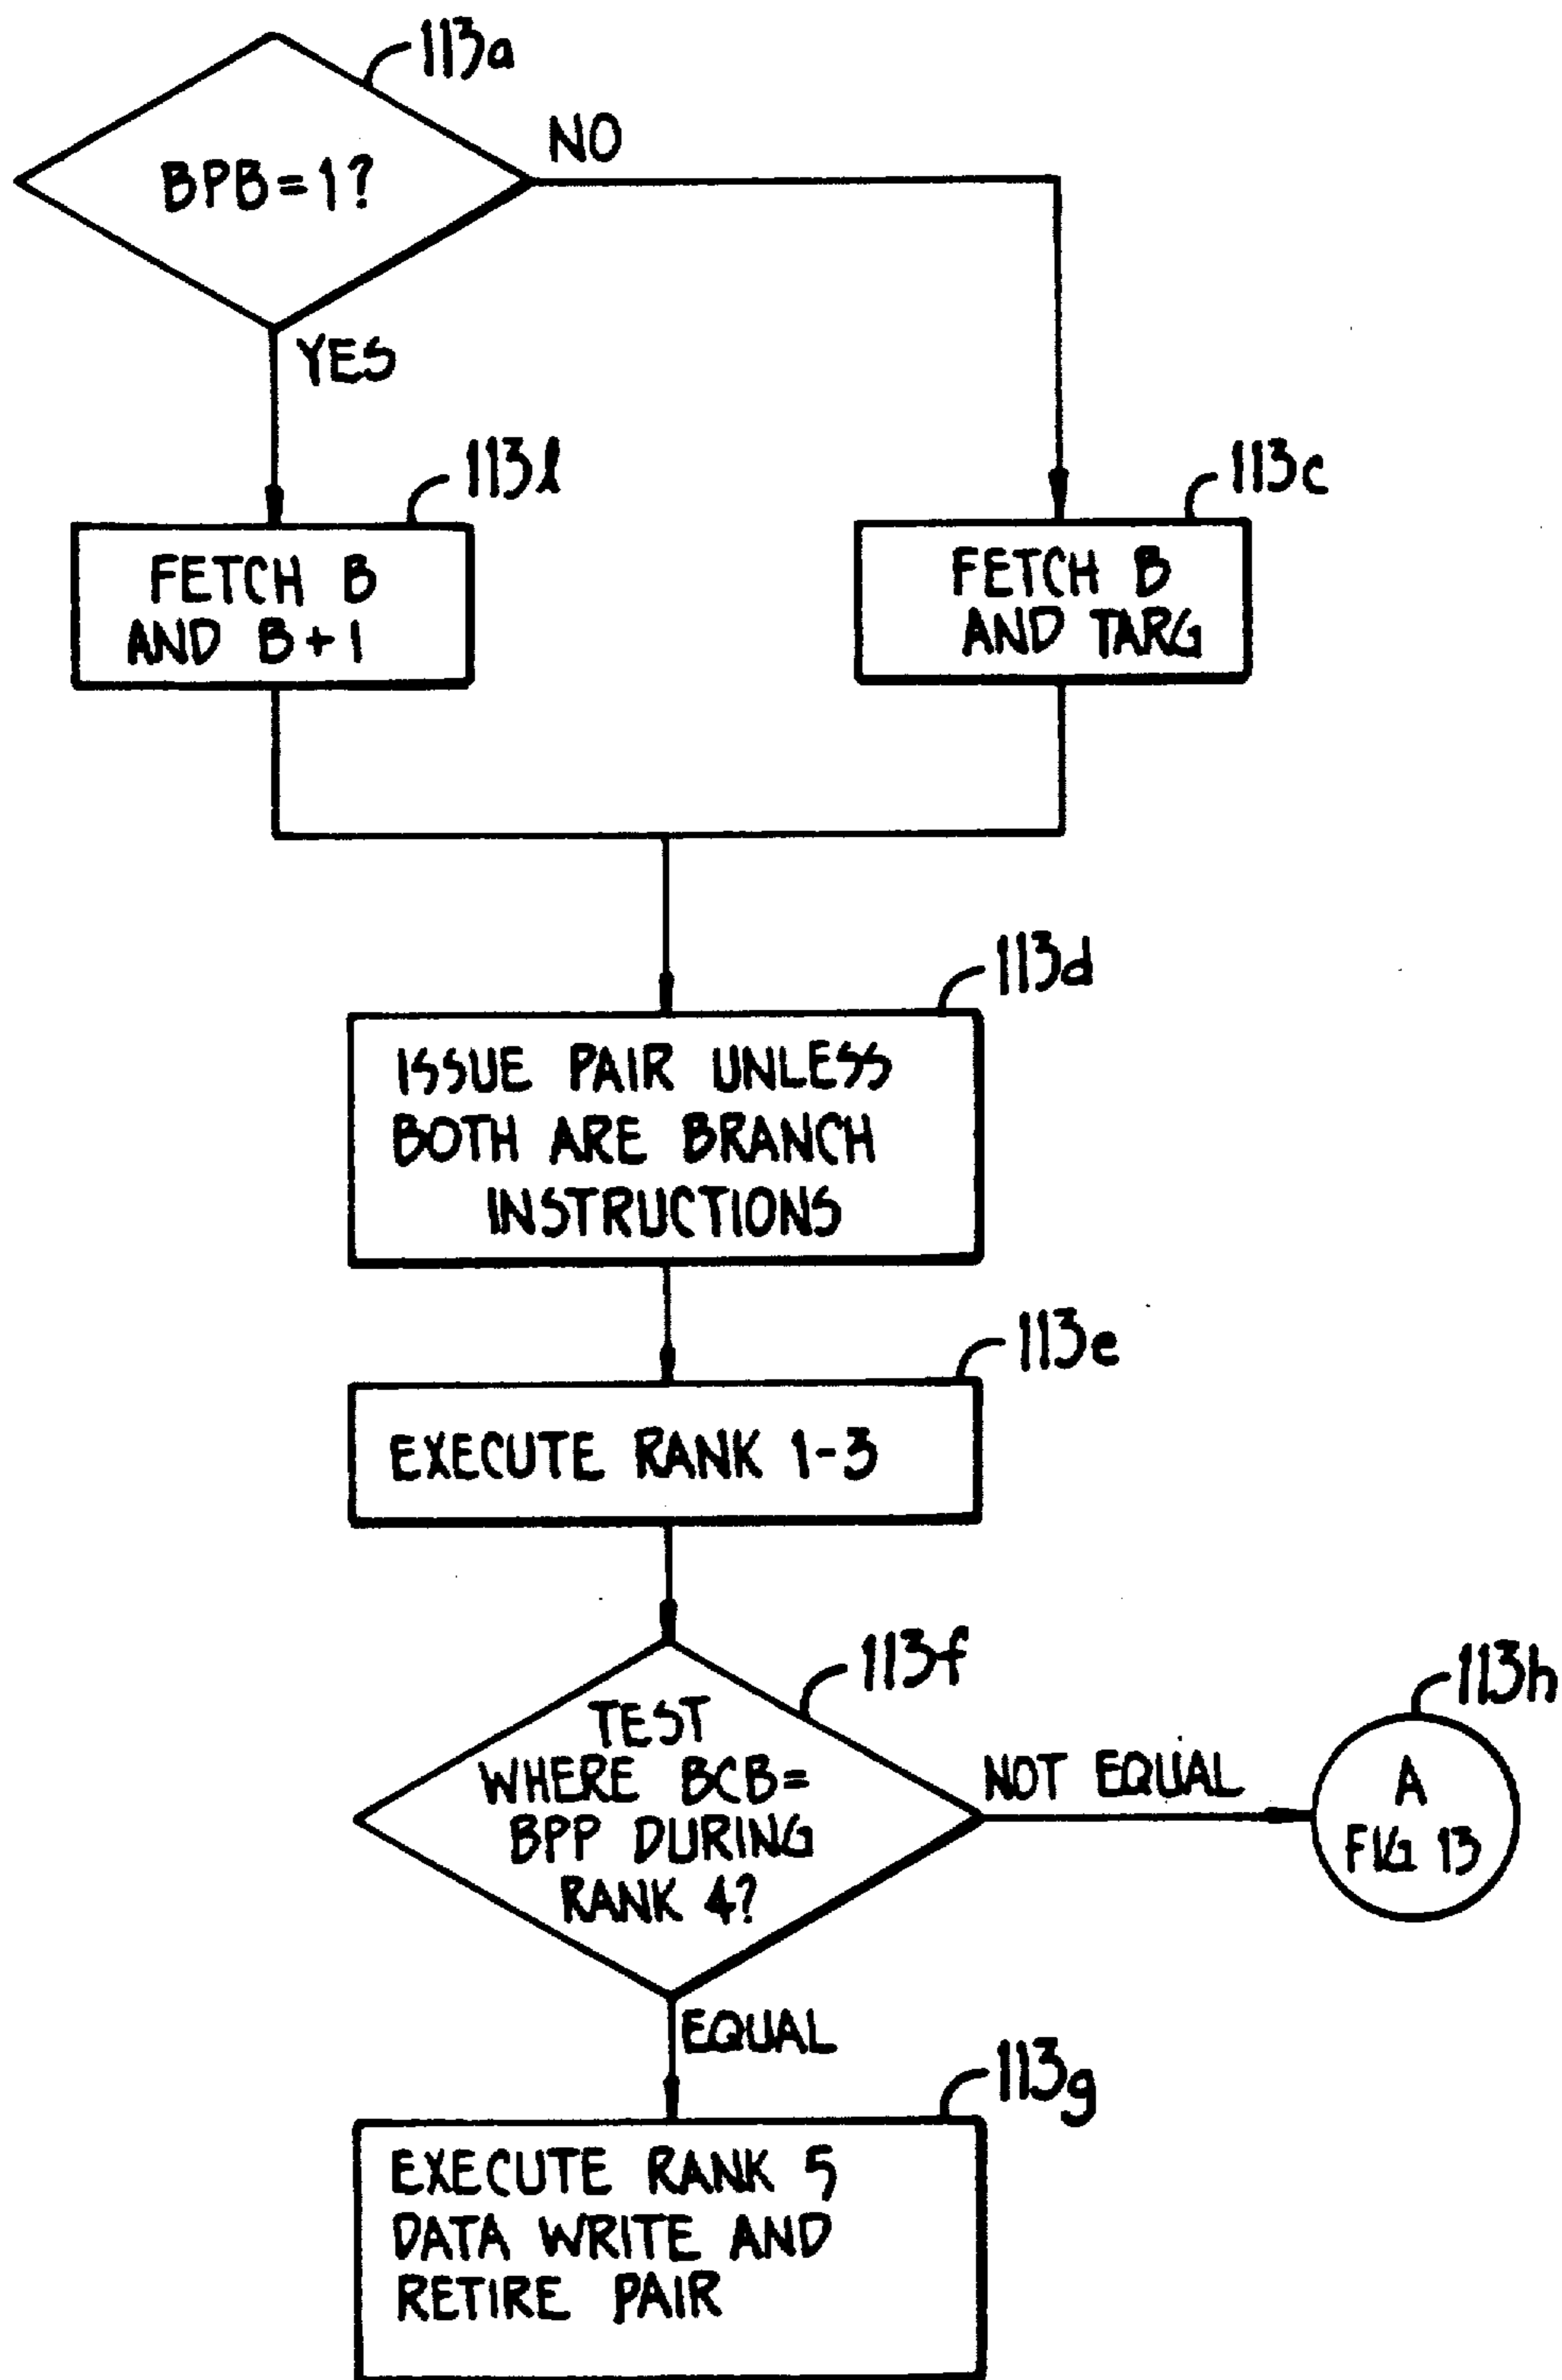 113a
BPB=1?
NO
YES
113l
113c
FETCH B
AND B+1
FETCH B
AND TARG
113d
ISSUE PAIR UNLESS
BOTH ARE BRANCH
INSTRUCTIONS
113e
EXECUTE RANK 1-3
113f
113h
TEST
WHERE BCB=
BPP DURING
RANK 4?
NOT EQUAL
A
FIG 13
EQUAL
113g
EXECUTE RANK 5
DATA WRITE AND
RETIRE PAIR